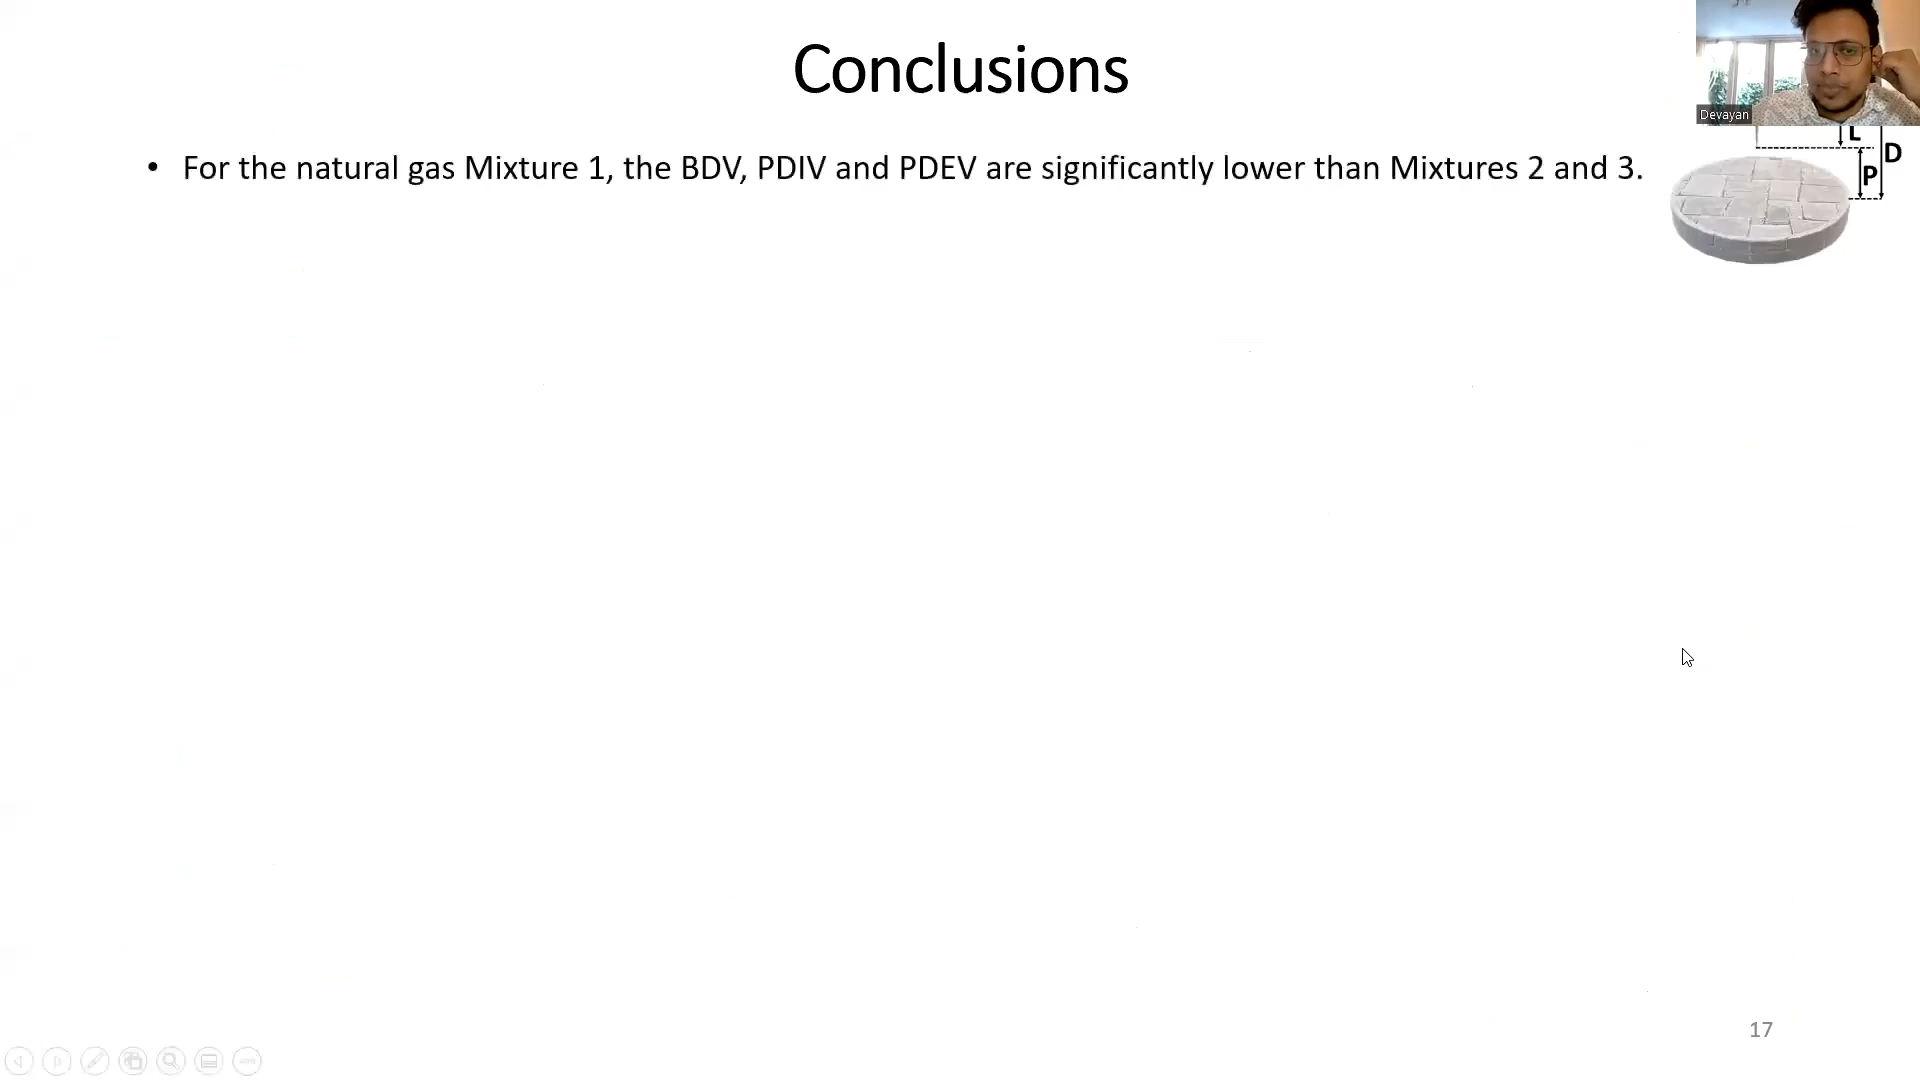 Conclusions
Devayan
• For the natural gas Mixture 1, the BDV, PDIV and PDEV are significantly lower than Mixtures 2 and 3.
L
D
P
17